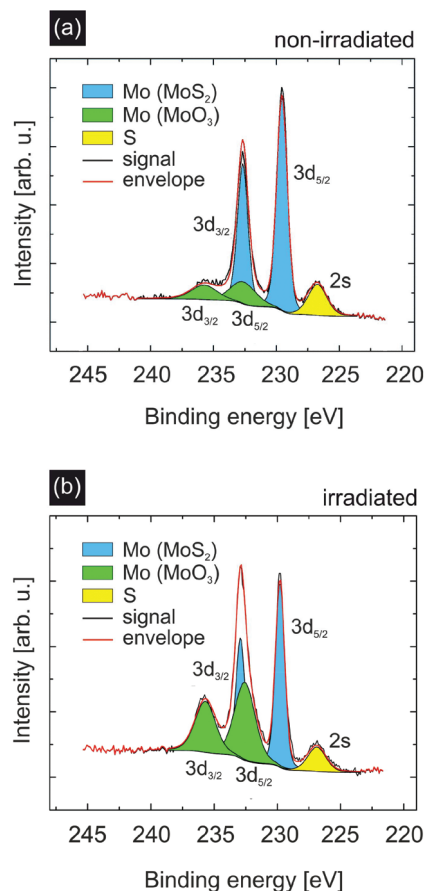 (a)
non-irradiated
Mo (MoS₂)
Mo (MoO₃)
S
signal
envelope
3d₅/₂
3d₃/₂
2s
3d₃/₂
3d₅/₂
Intensity [arb. u.]
245 240 235 230 225 220
Binding energy [eV]
(b)
irradiated
Mo (MoS₂)
Mo (MoO₃)
S
signal
envelope
3d₅/₂
3d₃/₂
2s
3d₃/₂
3d₅/₂
Intensity [arb. u.]
245 240 235 230 225 220
Binding energy [eV]